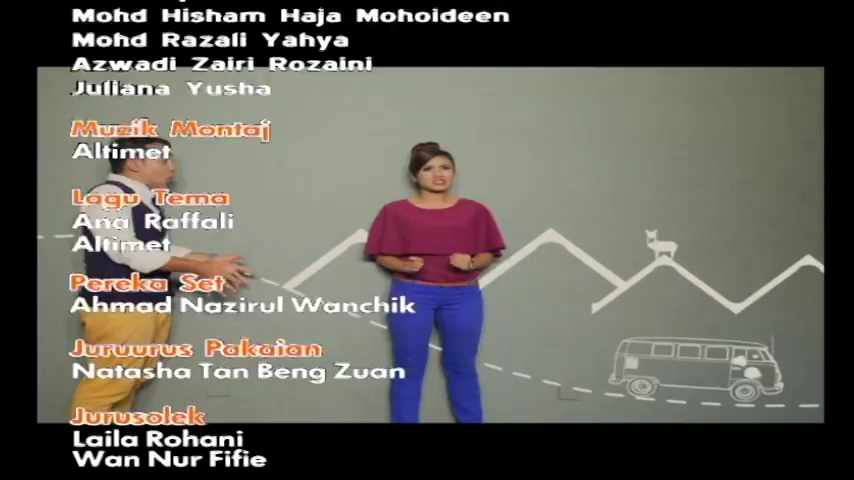 Mohd Hisham Haja Mohoideen
Mohd Razali Yahya
Azwadi Zairi Rozaini
Juliana Yusha
Muzik Montaj
Altimet
Lagu Tema
Ana Raffali
Altimet
Pereka Set
Ahmad Nazirul Wanchik
Juruurus Pakaian
Natasha Tan Beng Zuan
Jurusolek
Laila Rohani
Wan Nur Fifie